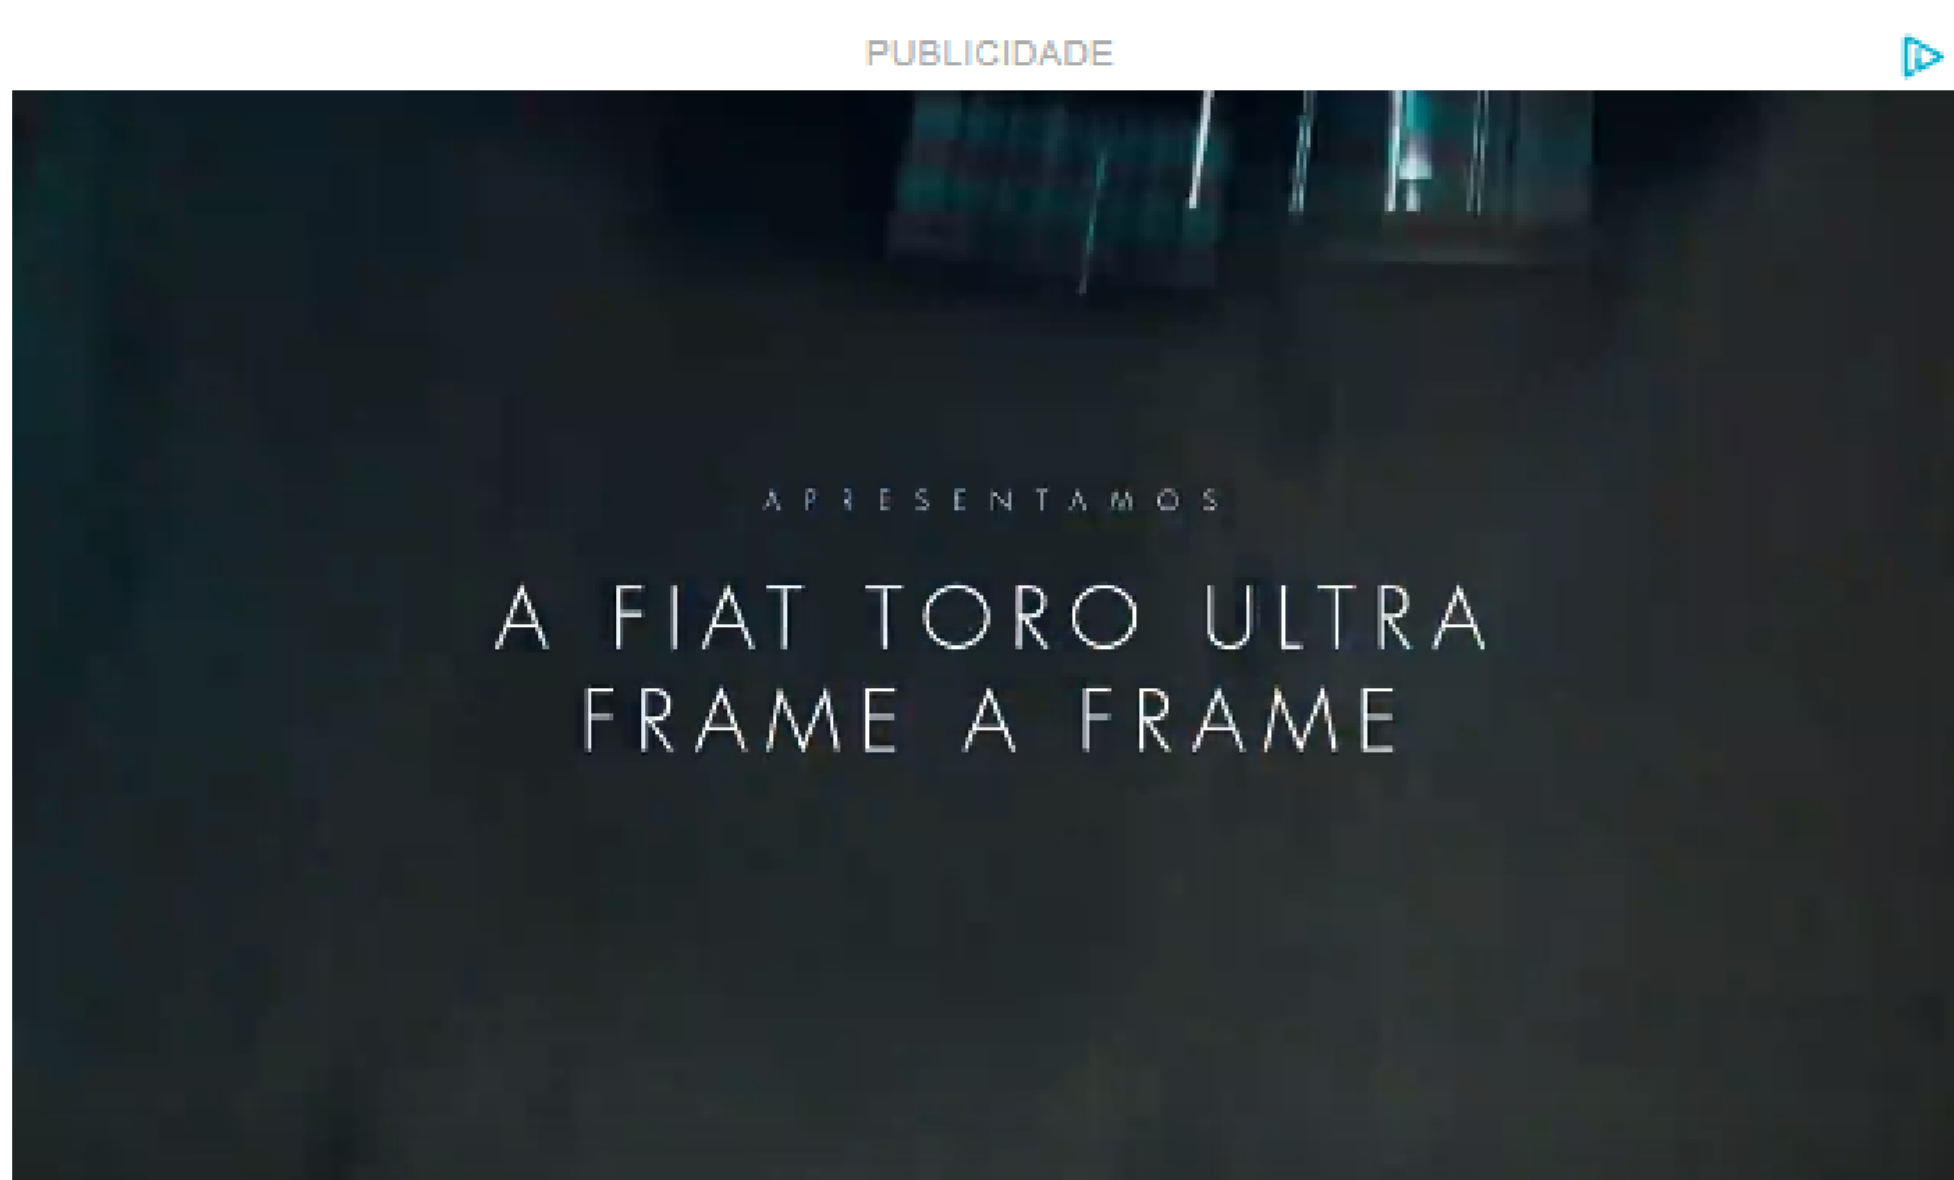 PUBLICIDADE
APRESENTAMOS
A FIAT TORO ULTRA
FRAME A FRAME